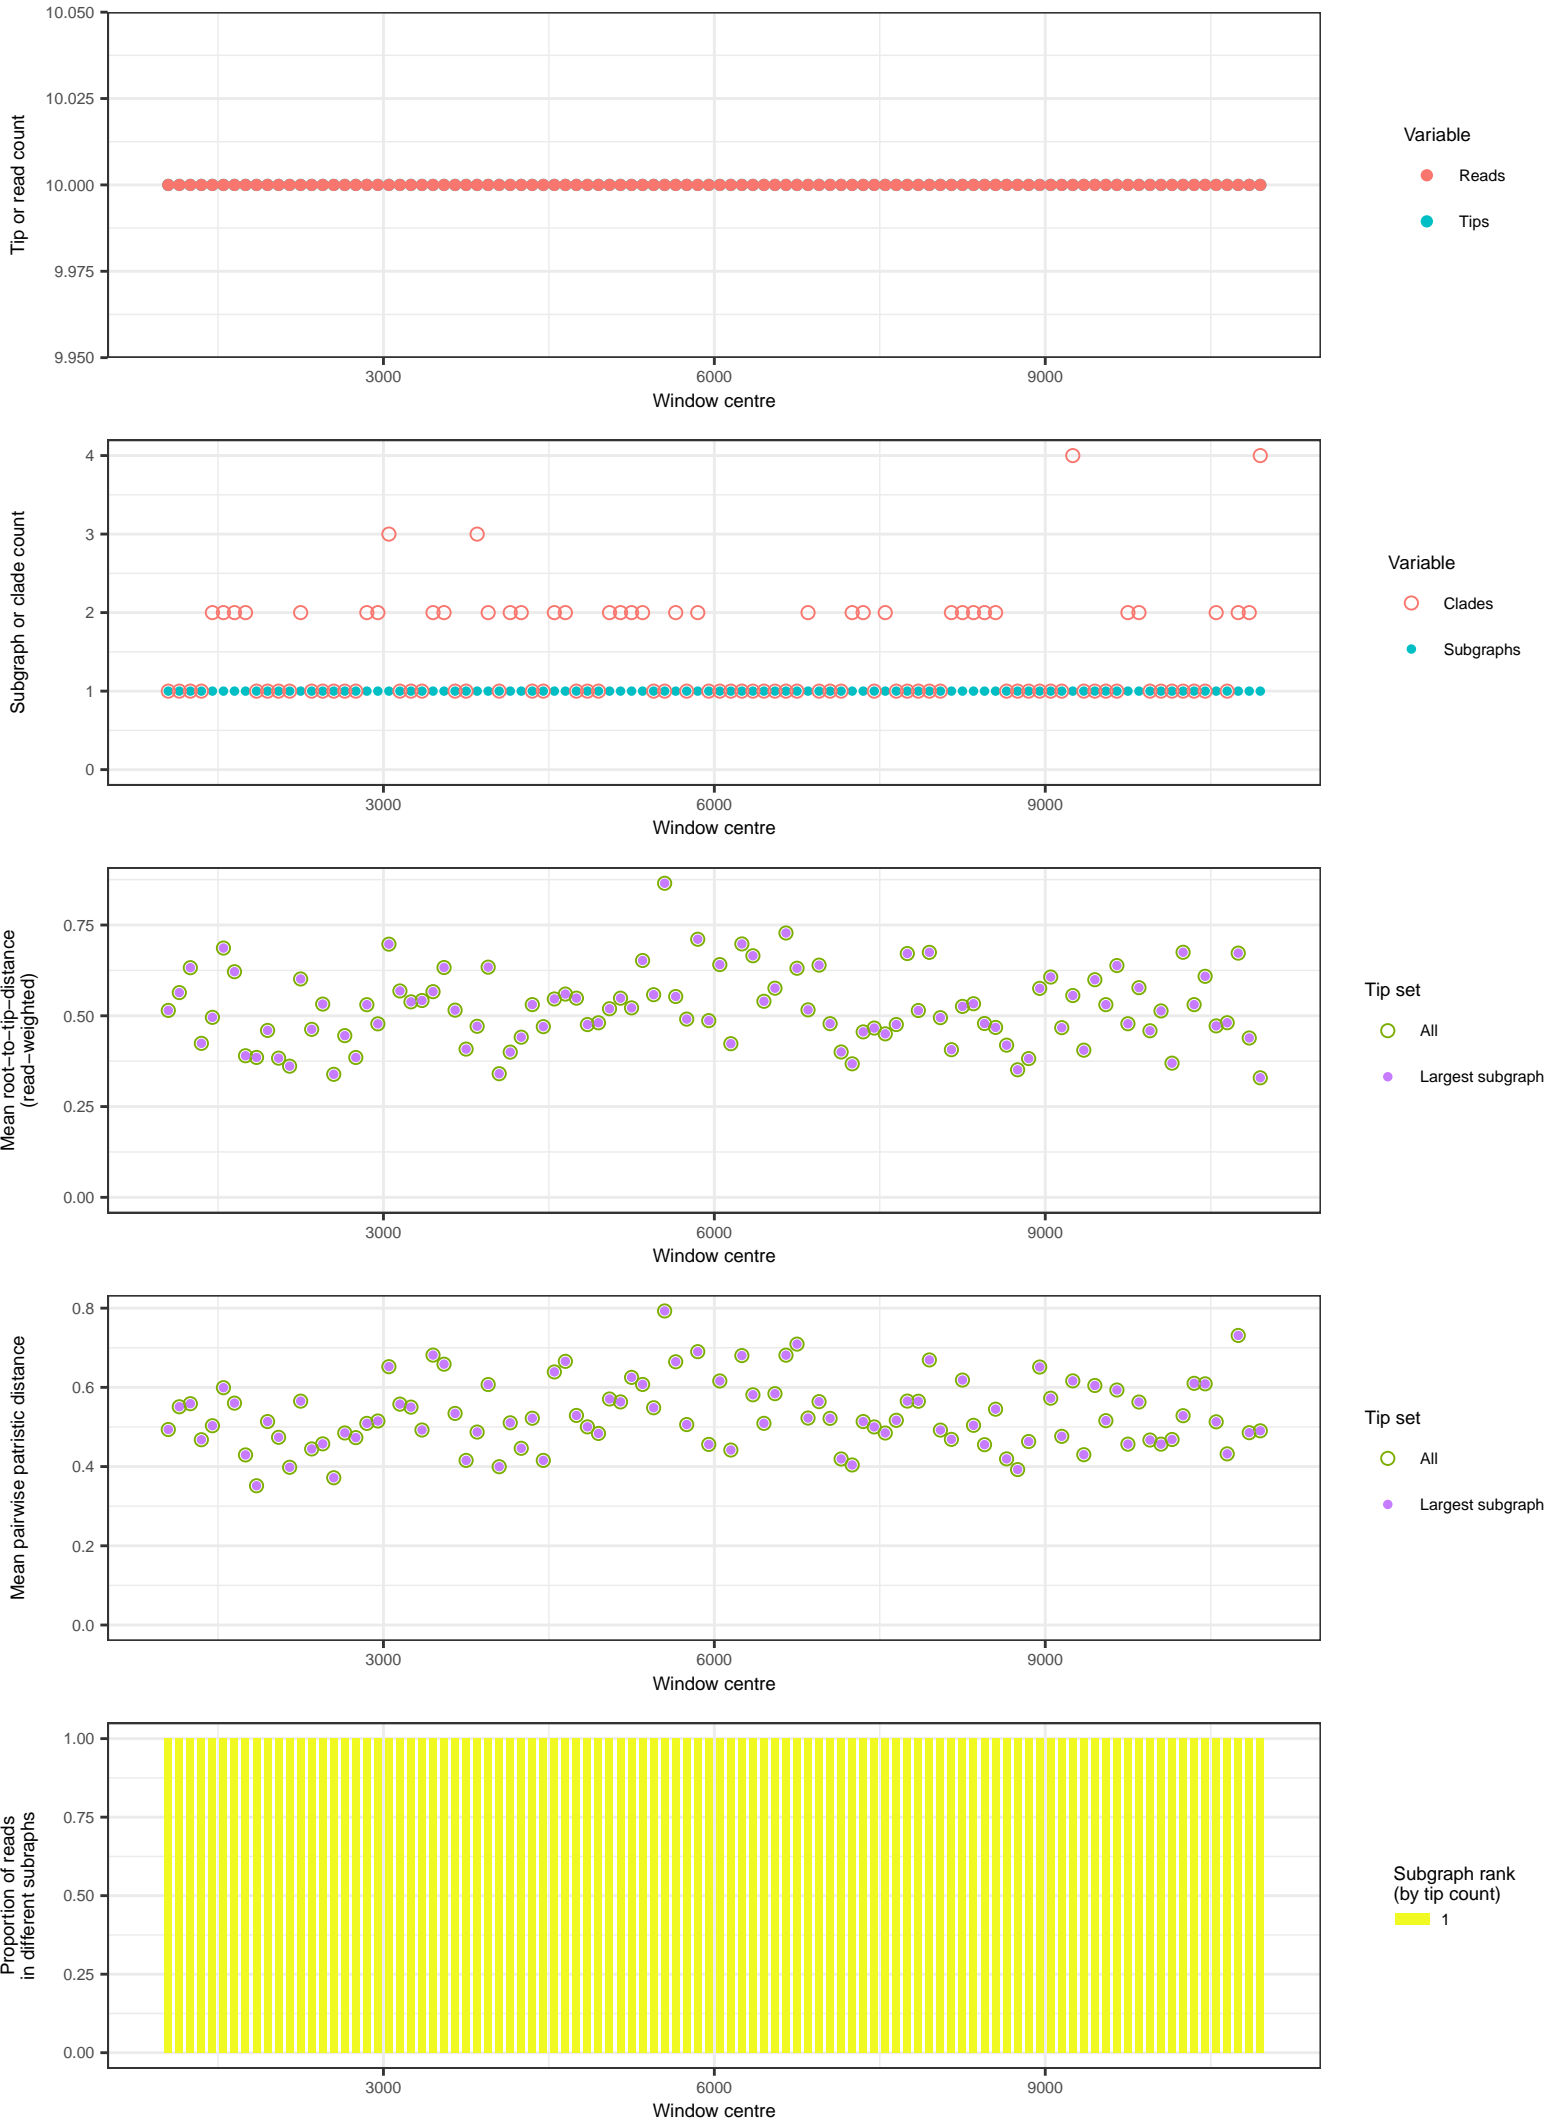 10.050
10.025
10.000
9.975
9.950
Tip or read count
3000
6000
9000
Window centre
Variable
Reads
Tips
4
3
2
1
0
Subgraph or clade count
3000
6000
9000
Window centre
Variable
Clades
Subgraphs
0.75
0.50
0.25
0.00
Mean root−to−tip−distance
(read−weighted)
3000
6000
9000
Window centre
Tip set
All
Largest subgraph
0.8
0.6
0.4
0.2
0.0
Mean pairwise patristic distance
3000
6000
9000
Window centre
Tip set
All
Largest subgraph
1.00
0.75
0.50
0.25
0.00
Proportion of reads
in different subraphs
3000
6000
9000
Window centre
Subgraph rank
(by tip count)
1